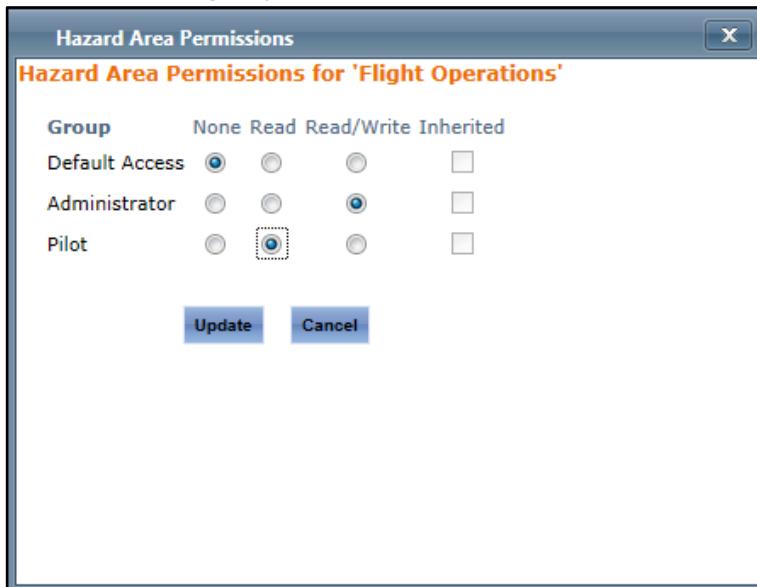 Hazard Area Permissions
X
Hazard Area Permissions for 'Flight Operations'
Group None Read Read/Write Inherited
Default Access
Administrator
Pilot
Update Cancel